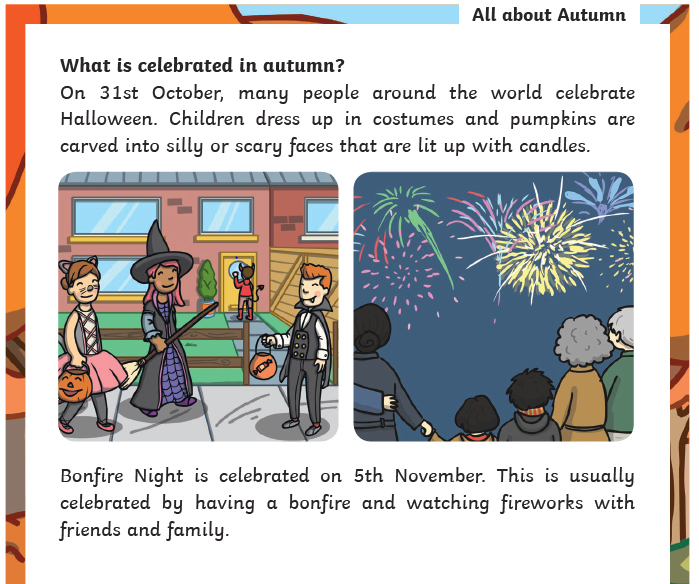 All about Autumn
What is celebrated in autumn?
On 31st October, many people around the world celebrate
Halloween. Children dress up in costumes and pumpkins are
carved into silly or scary faces that are lit up with candles.
Bonfire Night is celebrated on 5th November. This is usually
celebrated by having a bonfire and watching fireworks with
friends and family.